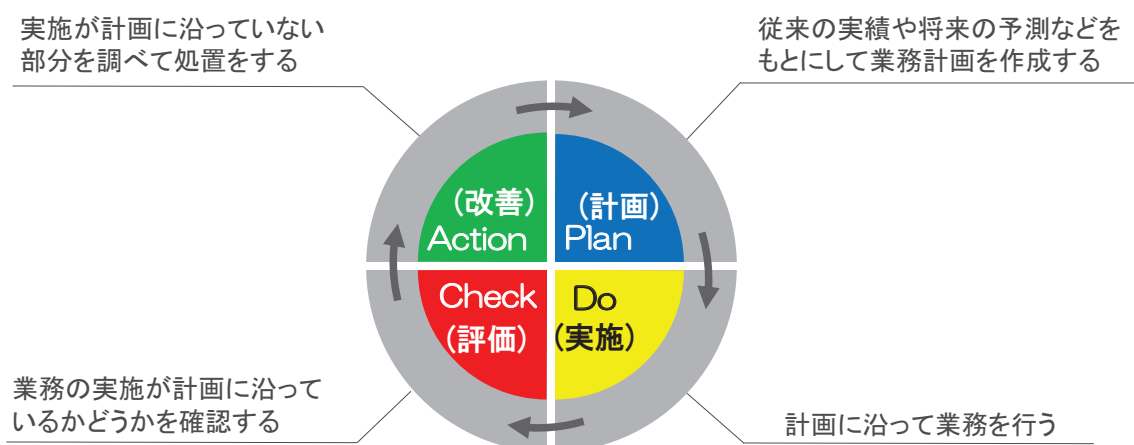 実施が計画に沿っていない
部分を調べて処置をする
従来の実績や将来の予測などを
もとにして業務計画を作成する
(改善)
Action
(計画)
Plan
Check
(評価)
Do
(実施)
業務の実施が計画に沿って
いるかどうかを確認する
計画に沿って業務を行う